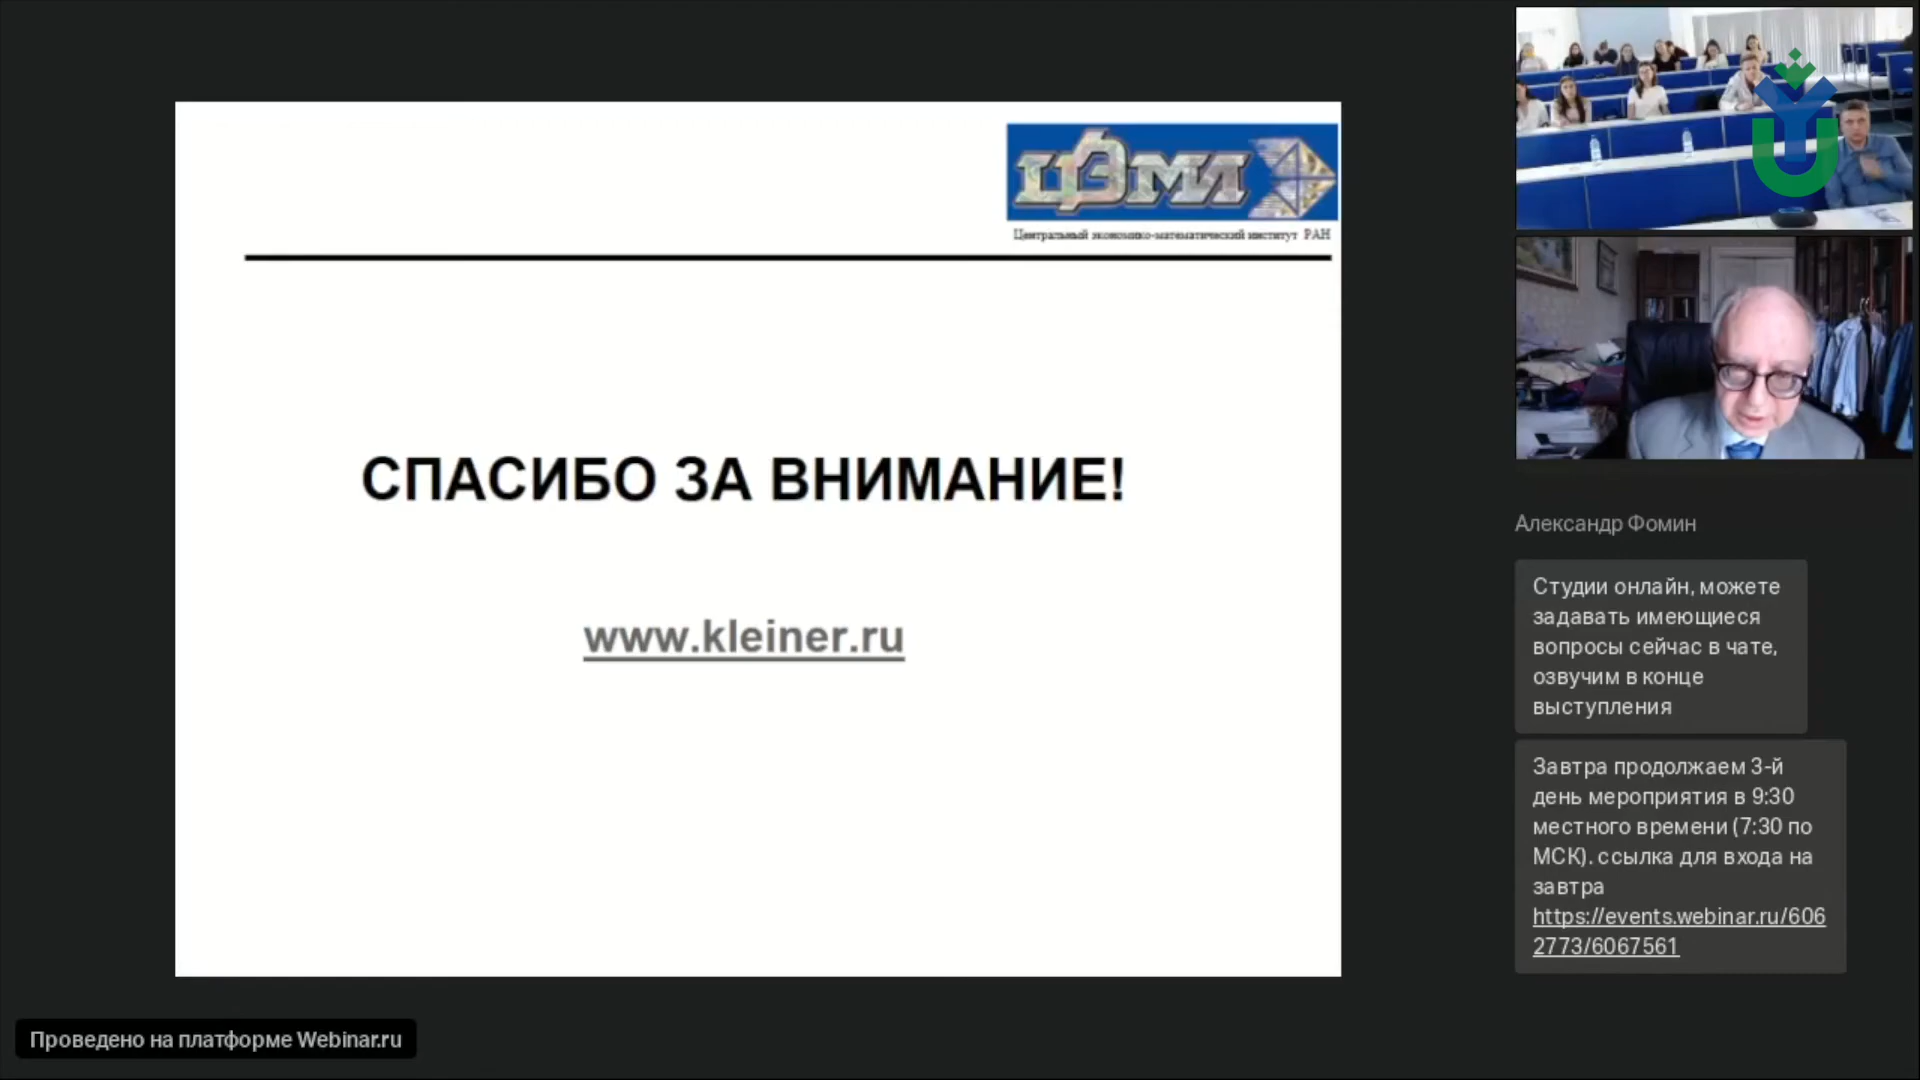 ЦЭМИ
Центральный экономико-математический институт РАН
СПАСИБО ЗА ВНИМАНИЕ!
www.kleiner.ru
Александр Фомин
Студии онлайн, можете
задавать имеющиеся
вопросы сейчас в чате,
озвучим в конце
выступления
Завтра продолжаем 3-й
день мероприятия в 9:30
местного времени (7:30 по
МСК). ссылка для входа на
завтра
https://events.webinar.ru/606
2773/6067561
Проведено на платформе Webinar.ru